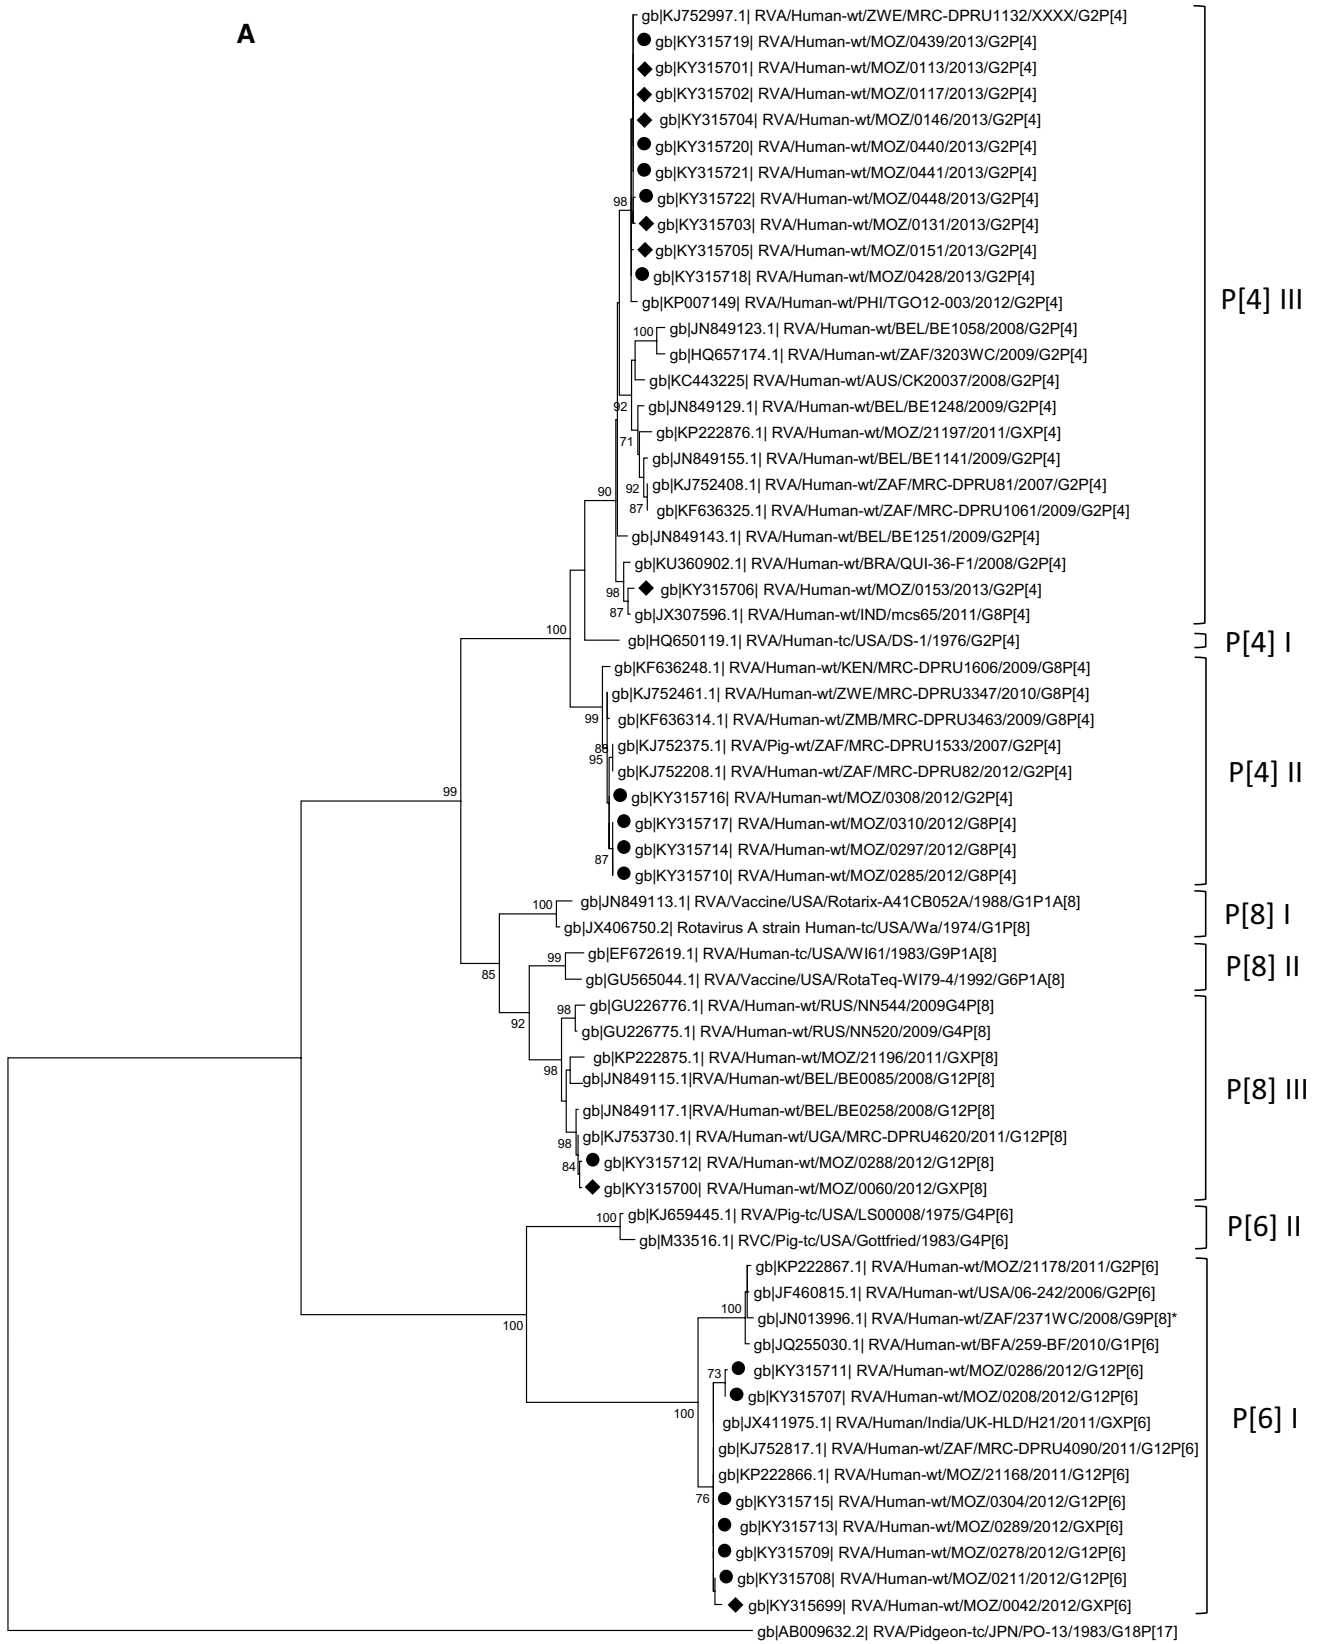 A
gb|KJ752997.1| RVA/Human-wt/ZWE/MRC-DPRU1132/XXXX/G2P[4]
gb|KY315719| RVA/Human-wt/MOZ/0439/2013/G2P[4]
gb|KY315701| RVA/Human-wt/MOZ/0113/2013/G2P[4]
gb|KY315702| RVA/Human-wt/MOZ/0117/2013/G2P[4]
gb|KY315704| RVA/Human-wt/MOZ/0146/2013/G2P[4]
gb|KY315720| RVA/Human-wt/MOZ/0440/2013/G2P[4]
gb|KY315721| RVA/Human-wt/MOZ/0441/2013/G2P[4]
gb|KY315722| RVA/Human-wt/MOZ/0448/2013/G2P[4]
98
gb|KY315703| RVA/Human-wt/MOZ/0131/2013/G2P[4]
gb|KY315705| RVA/Human-wt/MOZ/0151/2013/G2P[4]
gb|KY315718| RVA/Human-wt/MOZ/0428/2013/G2P[4]
P[4] III
gb|KP007149| RVA/Human-wt/PHI/TGO12-003/2012/G2P[4]
100
gb|JN849123.1| RVA/Human-wt/BEL/BE1058/2008/G2P[4]
gb|HQ657174.1| RVA/Human-wt/ZAF/3203WC/2009/G2P[4]
gb|KC443225| RVA/Human-wt/AUS/CK20037/2008/G2P[4]
92
gb|JN849129.1| RVA/Human-wt/BEL/BE1248/2009/G2P[4]
gb|KP222876.1| RVA/Human-wt/MOZ/21197/2011/GXP[4]
71
gb|JN849155.1| RVA/Human-wt/BEL/BE1141/2009/G2P[4]
90
92
gb|KJ752408.1| RVA/Human-wt/ZAF/MRC-DPRU81/2007/G2P[4]
87
gb|KF636325.1| RVA/Human-wt/ZAF/MRC-DPRU1061/2009/G2P[4]
gb|JN849143.1| RVA/Human-wt/BEL/BE1251/2009/G2P[4]
gb|KU360902.1| RVA/Human-wt/BRA/QUI-36-F1/2008/G2P[4]
98
gb|KY315706| RVA/Human-wt/MOZ/0153/2013/G2P[4]
87
gb|JX307596.1| RVA/Human-wt/IND/mcs65/2011/G8P[4]
100
gb|HQ650119.1| RVA/Human-tc/USA/DS-1/1976/G2P[4]
P[4] I
gb|KF636248.1| RVA/Human-wt/KEN/MRC-DPRU1606/2009/G8P[4]
gb|KJ752461.1| RVA/Human-wt/ZWE/MRC-DPRU3347/2010/G8P[4]
99
gb|KF636314.1| RVA/Human-wt/ZMB/MRC-DPRU3463/2009/G8P[4]
88
gb|KJ752375.1| RVA/Pig-wt/ZAF/MRC-DPRU1533/2007/G2P[4]
95
gb|KJ752208.1| RVA/Human-wt/ZAF/MRC-DPRU82/2012/G2P[4]
P[4] II
99
gb|KY315716| RVA/Human-wt/MOZ/0308/2012/G2P[4]
gb|KY315717| RVA/Human-wt/MOZ/0310/2012/G8P[4]
gb|KY315714| RVA/Human-wt/MOZ/0297/2012/G8P[4]
87
gb|KY315710| RVA/Human-wt/MOZ/0285/2012/G8P[4]
100
gb|JN849113.1| RVA/Vaccine/USA/Rotarix-A41CB052A/1988/G1P1A[8]
P[8] I
gb|JX406750.2| Rotavirus A strain Human-tc/USA/Wa/1974/G1P[8]
99
gb|EF672619.1| RVA/Human-tc/USA/WI61/1983/G9P1A[8]
P[8] II
85
gb|GU565044.1| RVA/Vaccine/USA/RotaTeq-WI79-4/1992/G6P1A[8]
98
gb|GU226776.1| RVA/Human-wt/RUS/NN544/2009G4P[8]
92
gb|GU226775.1| RVA/Human-wt/RUS/NN520/2009/G4P[8]
98
gb|KP222875.1| RVA/Human-wt/MOZ/21196/2011/GXP[8]
gb|JN849115.1|RVA/Human-wt/BEL/BE0085/2008/G12P[8]
P[8] III
gb|JN849117.1|RVA/Human-wt/BEL/BE0258/2008/G12P[8]
98
gb|KJ753730.1| RVA/Human-wt/UGA/MRC-DPRU4620/2011/G12P[8]
84
gb|KY315712| RVA/Human-wt/MOZ/0288/2012/G12P[8]
gb|KY315700| RVA/Human-wt/MOZ/0060/2012/GXP[8]
100
gb|KJ659445.1| RVA/Pig-tc/USA/LS00008/1975/G4P[6]
P[6] II
gb|M33516.1| RVC/Pig-tc/USA/Gottfried/1983/G4P[6]
gb|KP222867.1| RVA/Human-wt/MOZ/21178/2011/G2P[6]
gb|JF460815.1| RVA/Human-wt/USA/06-242/2006/G2P[6]
100
100
gb|JN013996.1| RVA/Human-wt/ZAF/2371WC/2008/G9P[8]*
gb|JQ255030.1| RVA/Human-wt/BFA/259-BF/2010/G1P[6]
73
gb|KY315711| RVA/Human-wt/MOZ/0286/2012/G12P[6]
gb|KY315707| RVA/Human-wt/MOZ/0208/2012/G12P[6]
100
gb|JX411975.1| RVA/Human/India/UK-HLD/H21/2011/GXP[6]
P[6] I
gb|KJ752817.1| RVA/Human-wt/ZAF/MRC-DPRU4090/2011/G12P[6]
gb|KP222866.1| RVA/Human-wt/MOZ/21168/2011/G12P[6]
76
gb|KY315715| RVA/Human-wt/MOZ/0304/2012/G12P[6]
gb|KY315713| RVA/Human-wt/MOZ/0289/2012/GXP[6]
gb|KY315709| RVA/Human-wt/MOZ/0278/2012/G12P[6]
gb|KY315708| RVA/Human-wt/MOZ/0211/2012/G12P[6]
gb|KY315699| RVA/Human-wt/MOZ/0042/2012/GXP[6]
gb|AB009632.2| RVA/Pidgeon-tc/JPN/PO-13/1983/G18P[17]